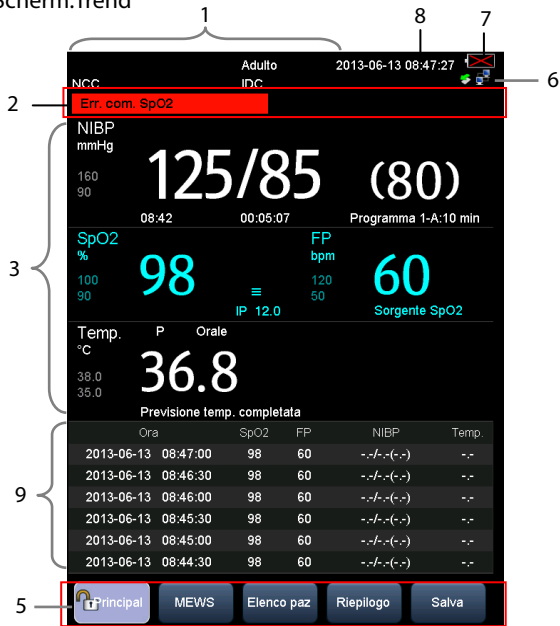 Scherm.Trend
1
8
7
Adulto 2013-06-13 08:47:27
NCC IDC
6
2
Err. com. SpO2
NIBP
mmHg
160
90
125/85 (80)
08:42 00:05:07 Programma 1-A:10 min
3
SpO2 FP
% bpm
100
90
98
120
50
60
IP 12.0 Sorgente SpO2
Temp. P Orale
°C
38.0
35.0
36.8
Previsione temp. completata
9
Ora SpO2 FP NIBP Temp.
2013-06-13 08:47:00 98 60 -.-/-.-(-.-) -.-
2013-06-13 08:46:30 98 60 -.-/-.-(-.-) -.-
2013-06-13 08:46:00 98 60 -.-/-.-(-.-) -.-
2013-06-13 08:45:30 98 60 -.-/-.-(-.-) -.-
2013-06-13 08:45:00 98 60 -.-/-.-(-.-) -.-
2013-06-13 08:44:30 98 60 -.-/-.-(-.-) -.-
5
Principal MEWS Elenco paz Riepilogo Salva